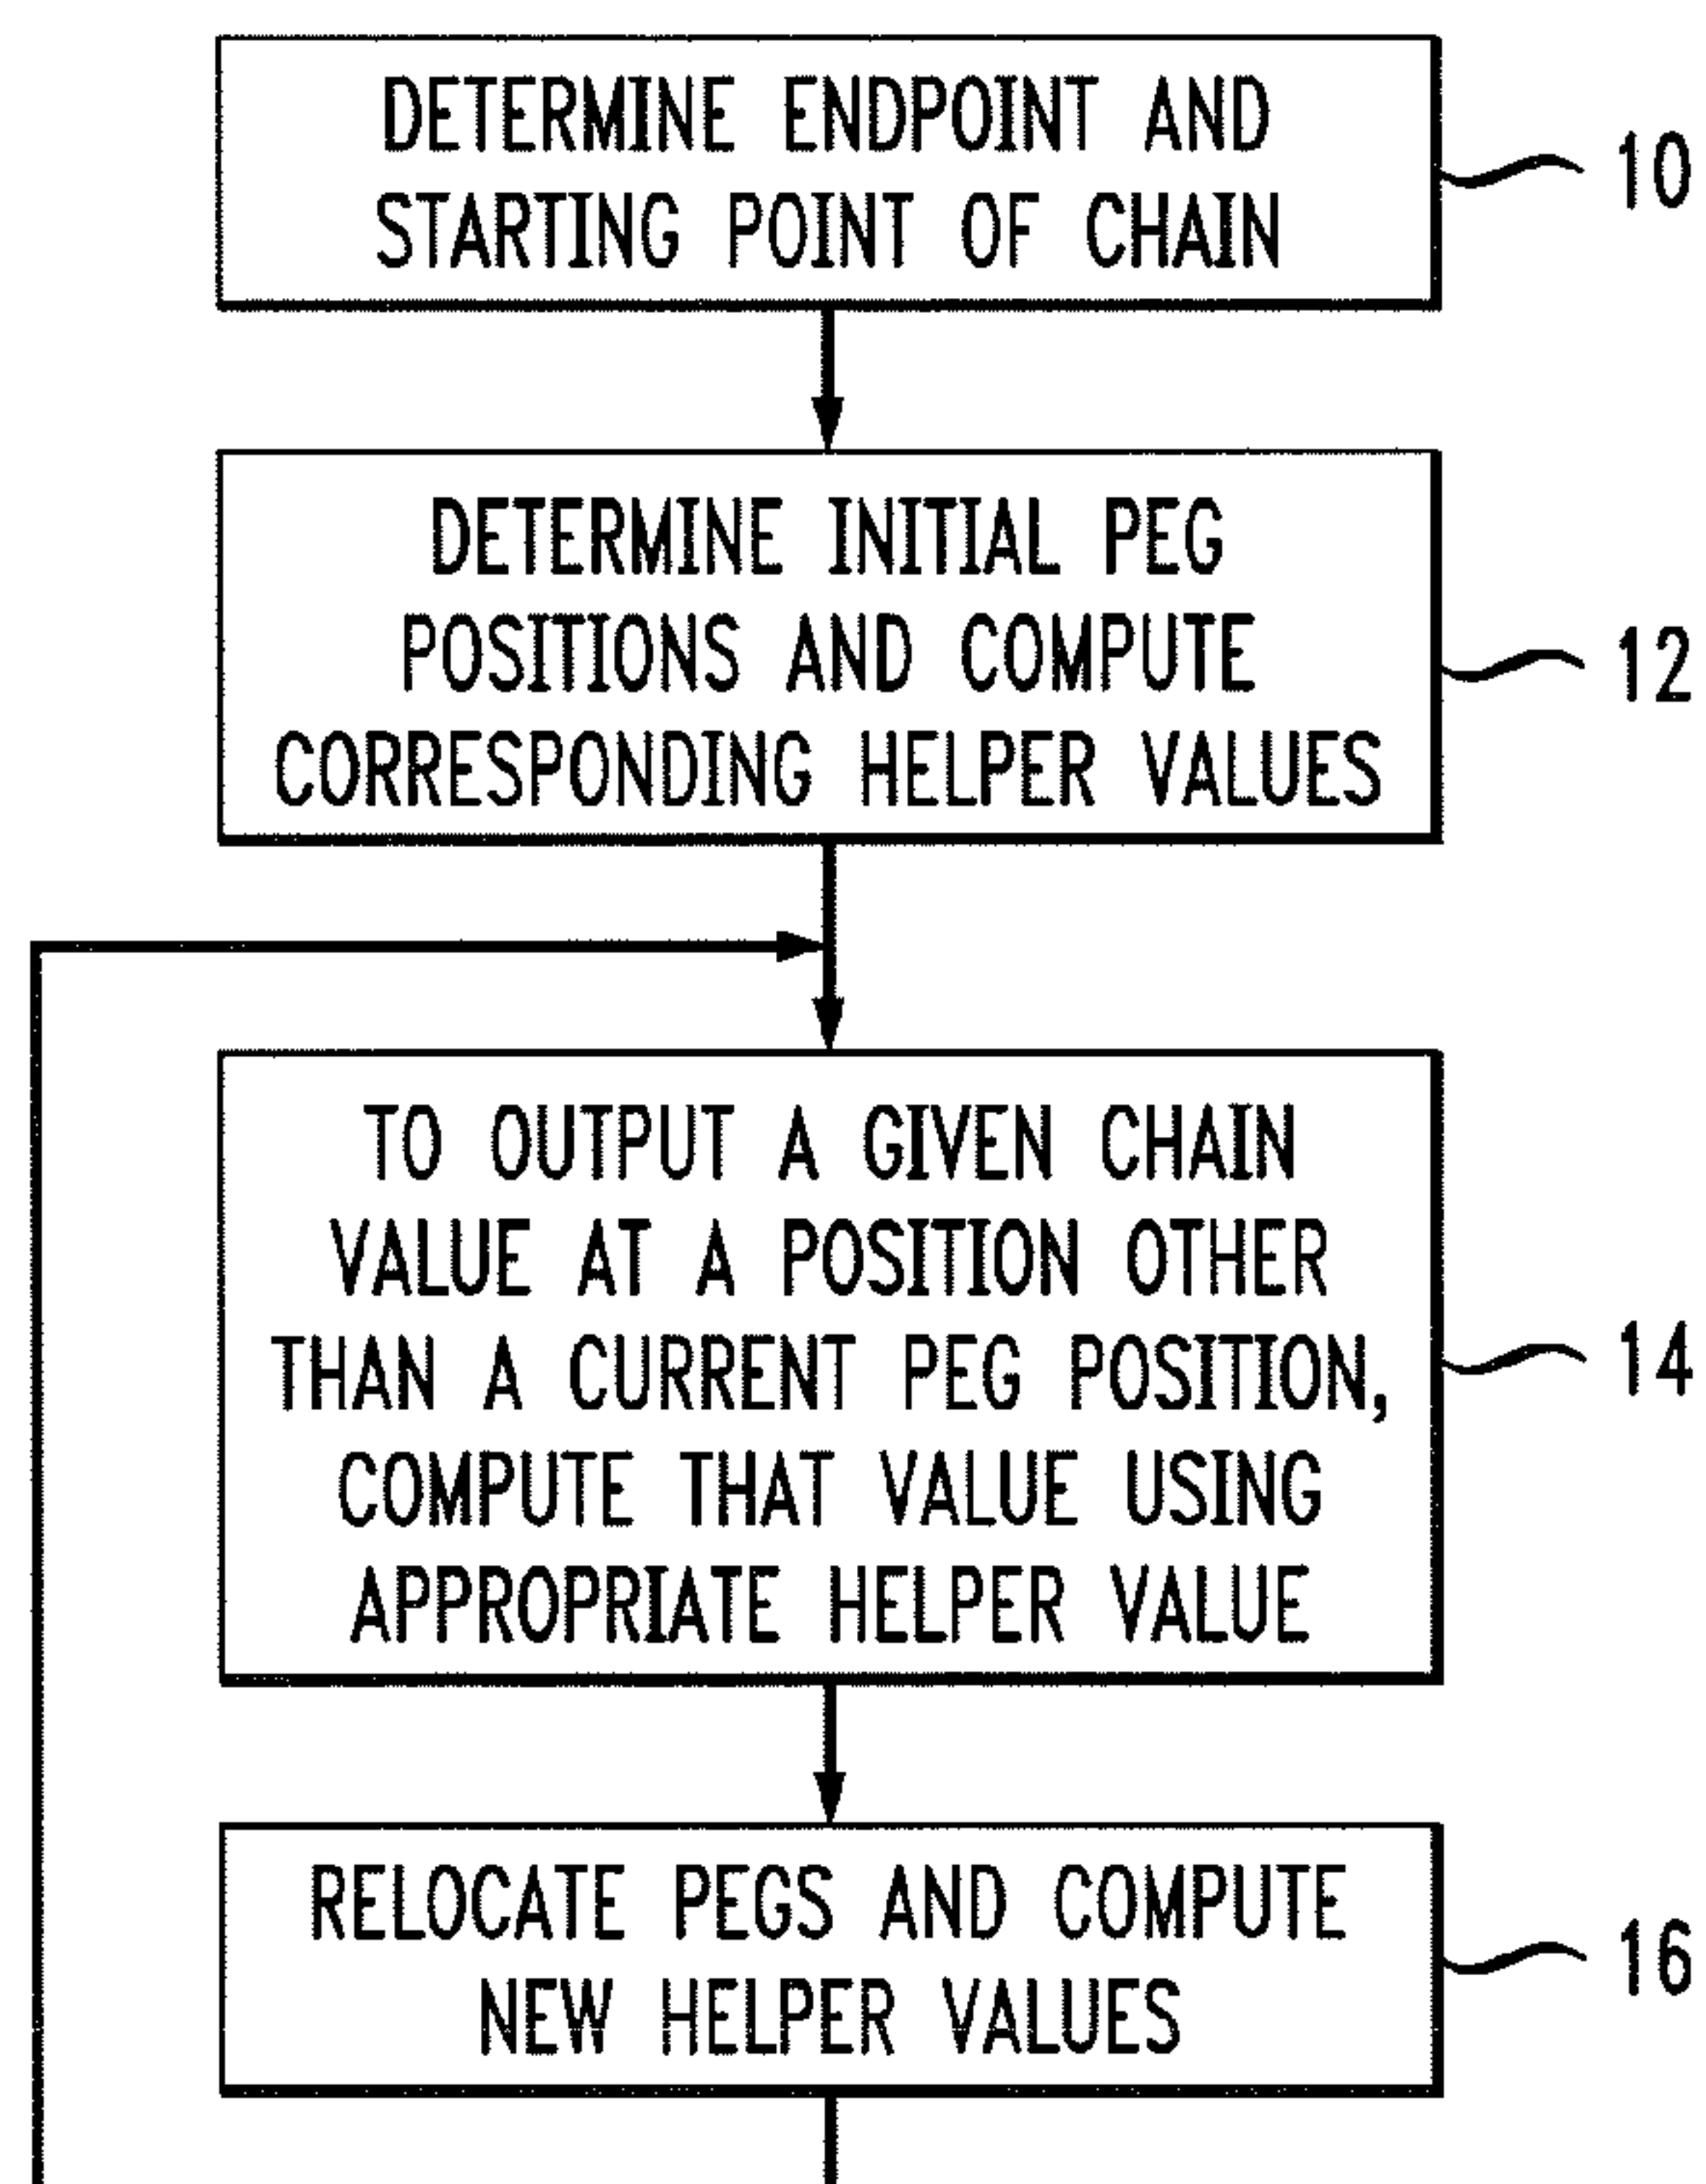 DETERMINE ENDPOINT AND
STARTING POINT OF CHAIN
10
DETERMINE INITIAL PEG
POSITIONS AND COMPUTE
CORRESPONDING HELPER VALUES
12
TO OUTPUT A GIVEN CHAIN
VALUE AT A POSITION OTHER
THAN A CURRENT PEG POSITION,
COMPUTE THAT VALUE USING
APPROPRIATE HELPER VALUE
14
RELOCATE PEGS AND COMPUTE
NEW HELPER VALUES
16